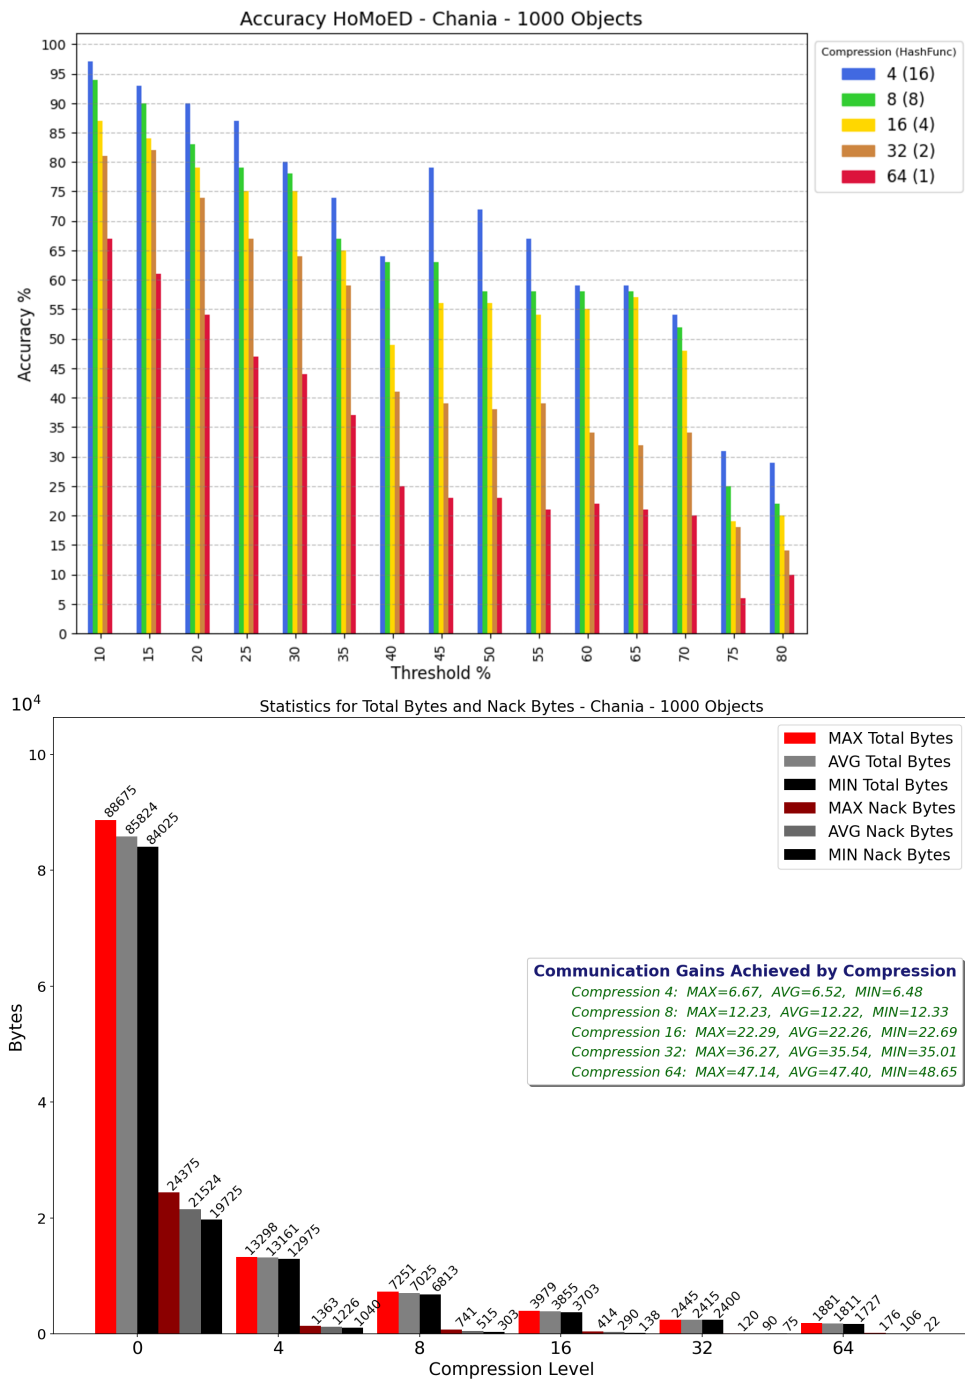 Accuracy HoMoED - Chania - 1000 Objects
Accuracy %
100
95
90
85
80
75
70
65
60
55
50
45
40
35
30
25
20
15
10
5
0
10 15 20 25 30 35 40 45 50 55 60 65 70 75 80
Threshold %
Compression (HashFunc)
4 (16)
8 (8)
16 (4)
32 (2)
64 (1)
Statistics for Total Bytes and Nack Bytes - Chania - 1000 Objects
10⁴
Bytes
10
8
6
4
2
0
MAX Total Bytes
AVG Total Bytes
MIN Total Bytes
MAX Nack Bytes
AVG Nack Bytes
MIN Nack Bytes
Communication Gains Achieved by Compression
Compression 4: MAX=6.67, AVG=6.52, MIN=6.48
Compression 8: MAX=12.23, AVG=12.22, MIN=12.33
Compression 16: MAX=22.29, AVG=22.26, MIN=22.69
Compression 32: MAX=36.27, AVG=35.54, MIN=35.01
Compression 64: MAX=47.14, AVG=47.40, MIN=48.65
88675 85824 84025 24375 21524 19725
13298 13161 12975 1363 1226 1040
7251 7025 6813 741 515 303
3979 3855 3703 414 290 138
2445 2415 2400 120 90 75
1881 1811 1727 176 106 22
0 4 8 16 32 64
Compression Level